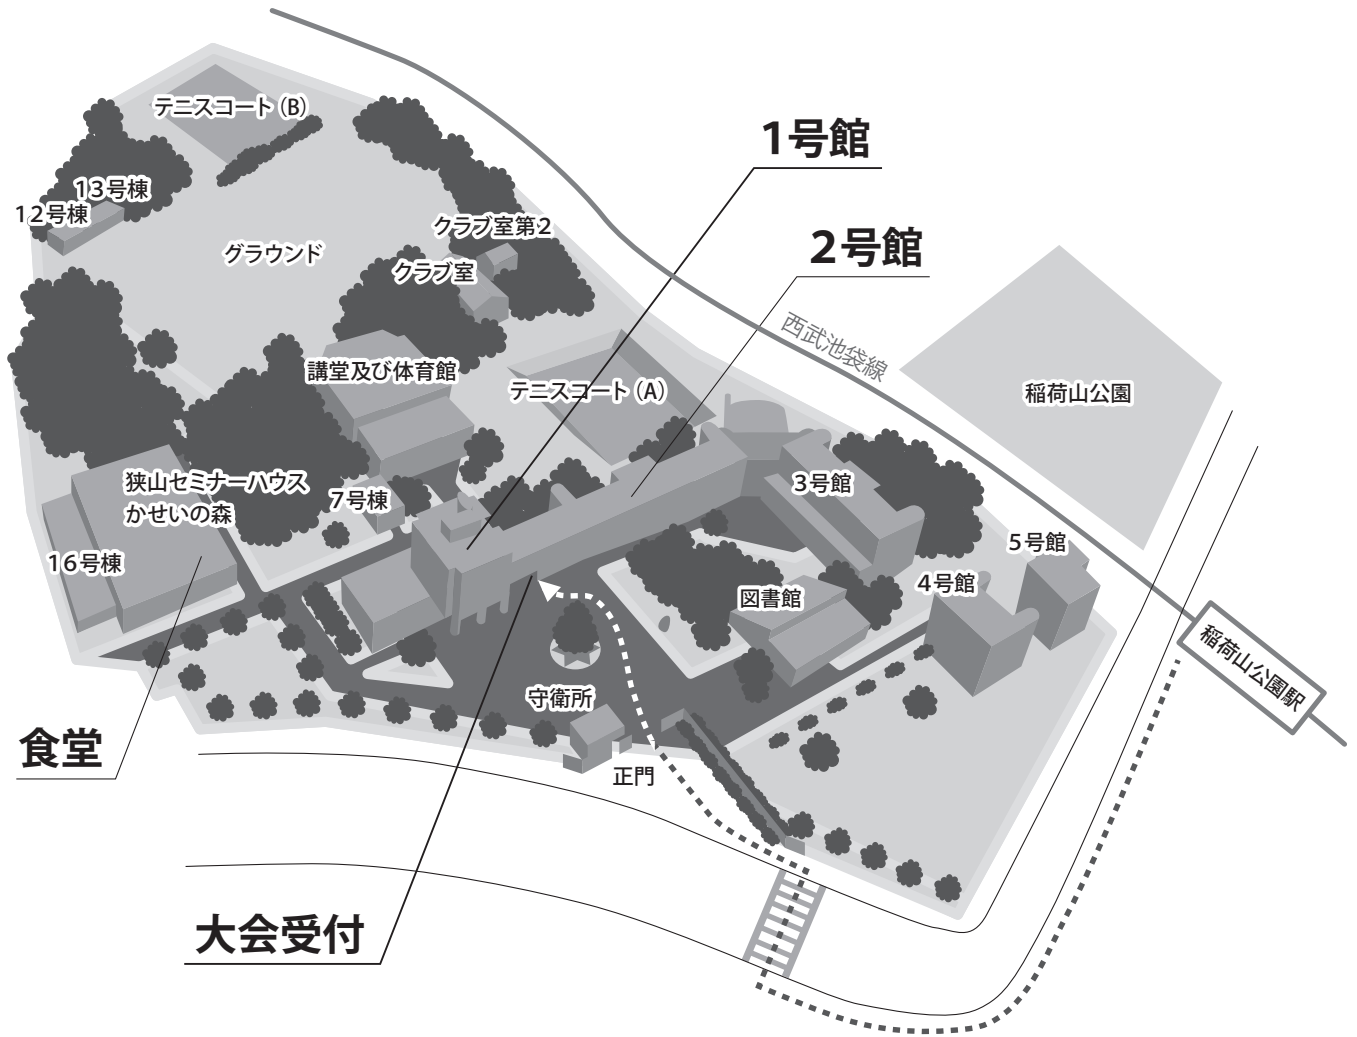 テニスコート（B）
1号館
13号棟
12号棟
クラブ室第2
2号館
グラウンド
クラブ室
西武池袋線
講堂及び体育館
テニスコート（A）
稲荷山公園
狭山セミナーハウス
かせいの森
7号棟
3号館
16号棟
5号館
4号館
図書館
稲荷山公園駅
守衛所
食堂
正門
大会受付